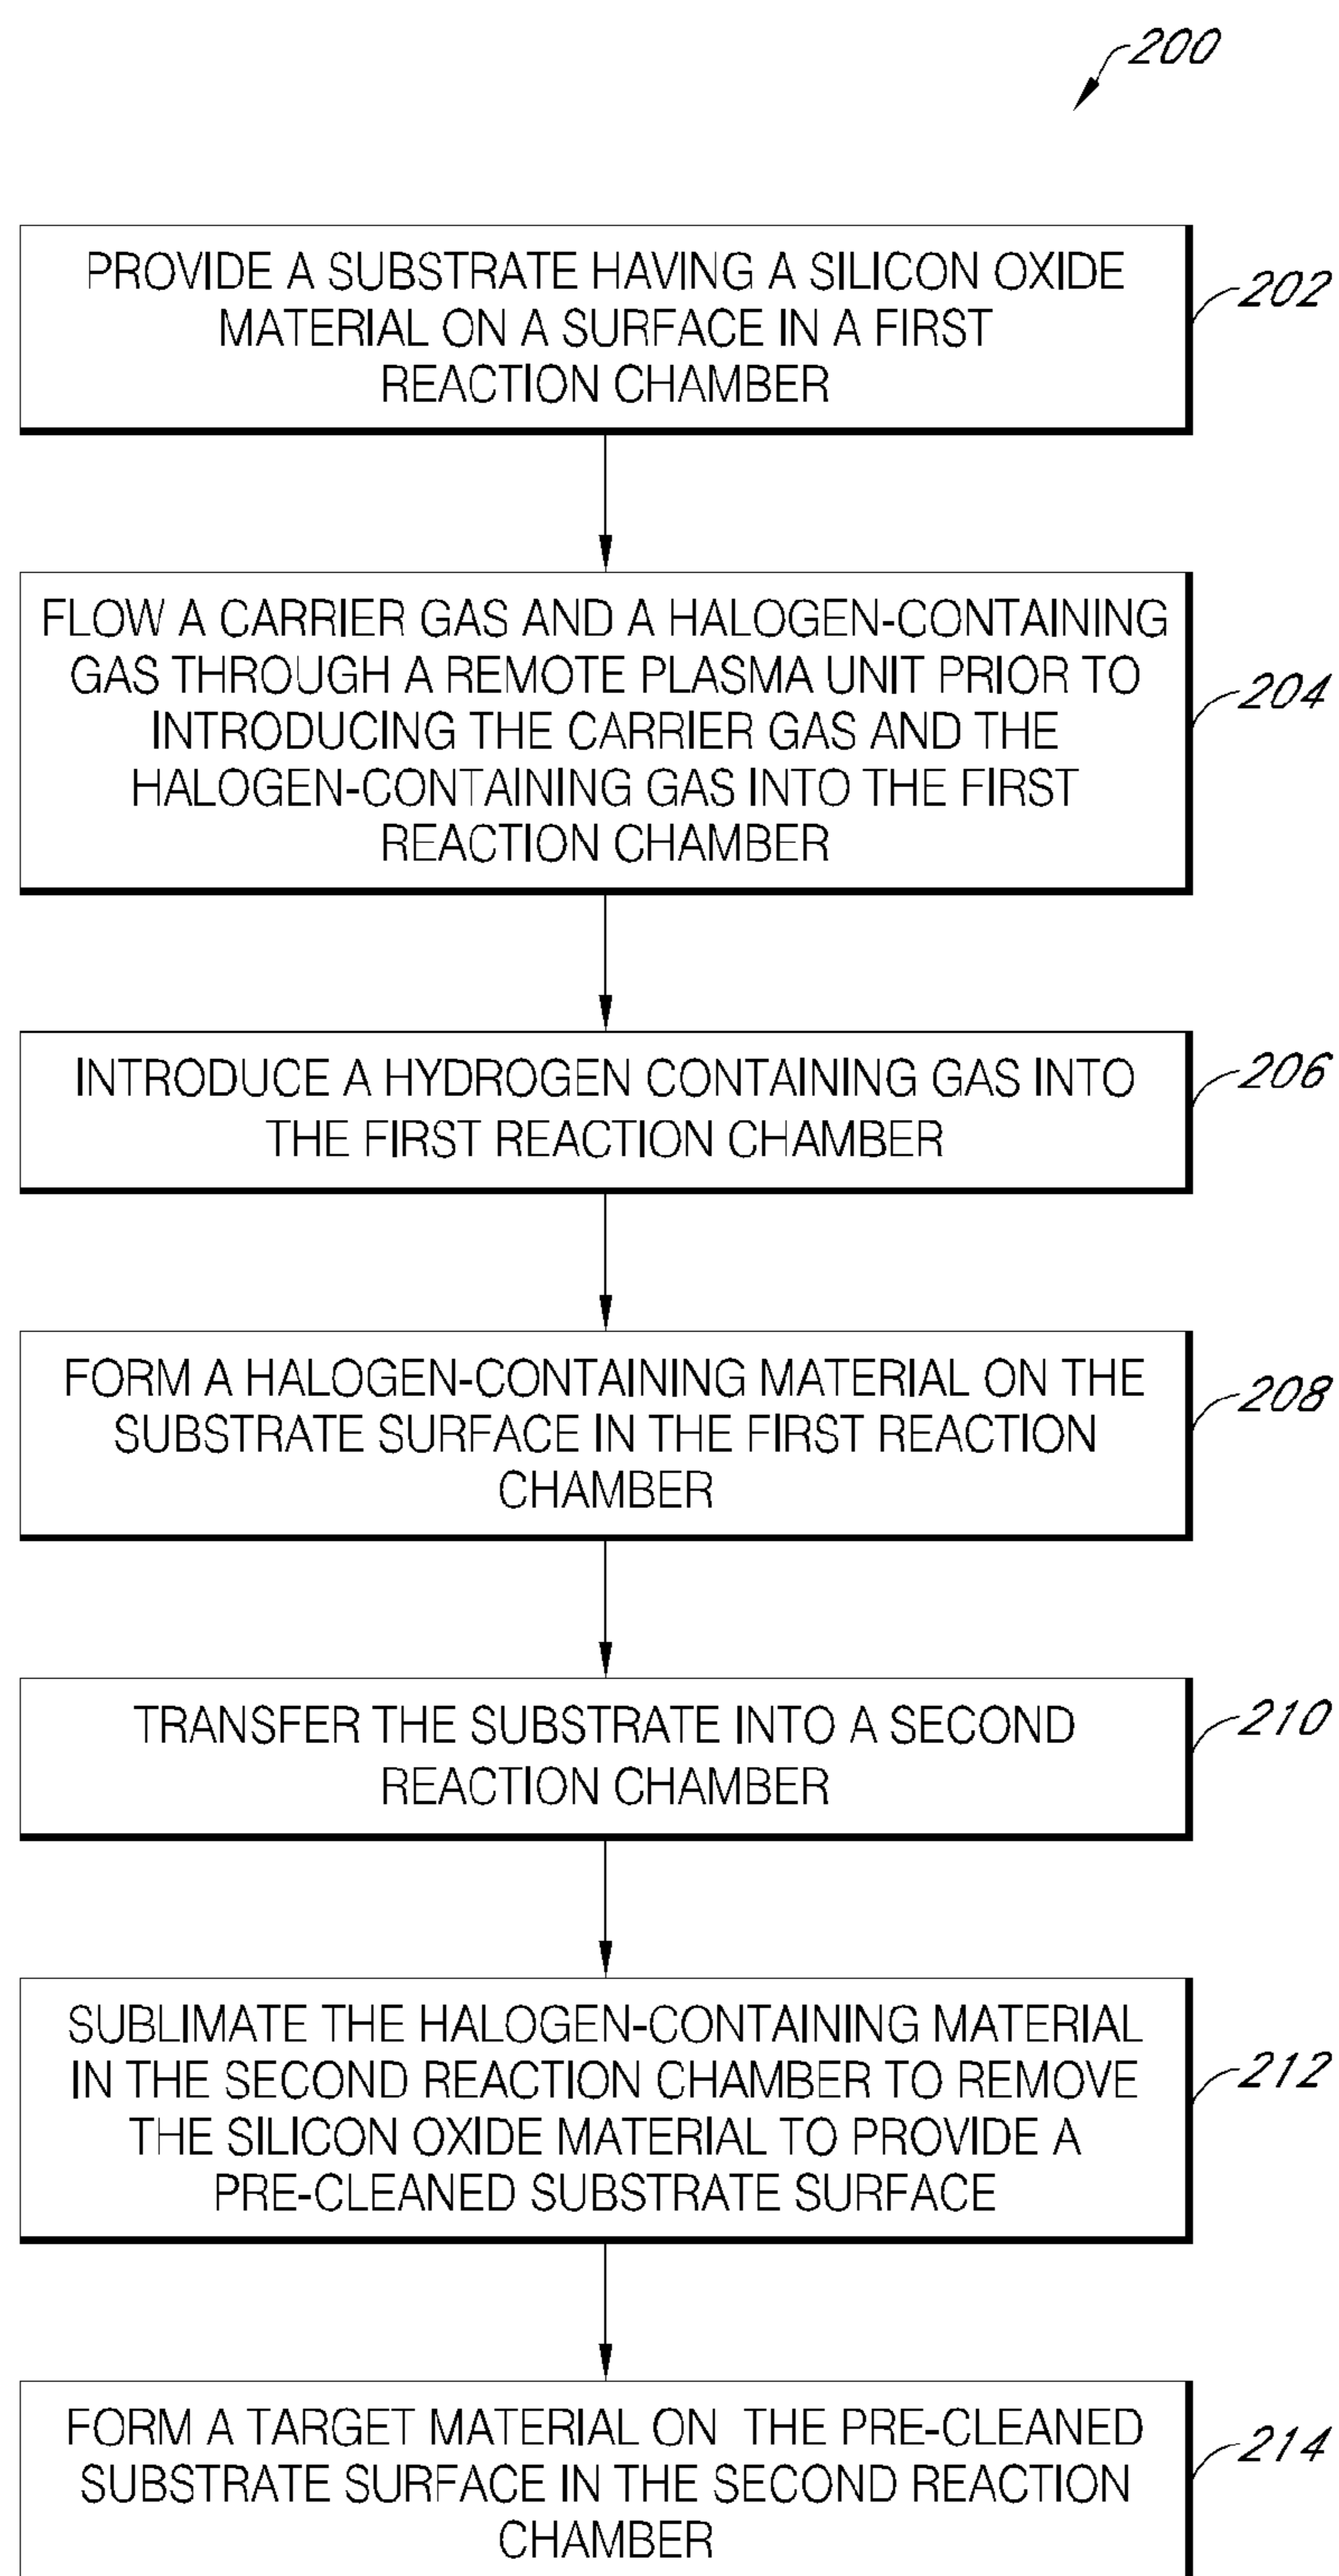 200
PROVIDE A SUBSTRATE HAVING A SILICON OXIDE
MATERIAL ON A SURFACE IN A FIRST
REACTION CHAMBER
202
FLOW A CARRIER GAS AND A HALOGEN-CONTAINING
GAS THROUGH A REMOTE PLASMA UNIT PRIOR TO
INTRODUCING THE CARRIER GAS AND THE
HALOGEN-CONTAINING GAS INTO THE FIRST
REACTION CHAMBER
204
INTRODUCE A HYDROGEN CONTAINING GAS INTO
THE FIRST REACTION CHAMBER
206
FORM A HALOGEN-CONTAINING MATERIAL ON THE
SUBSTRATE SURFACE IN THE FIRST REACTION
CHAMBER
208
TRANSFER THE SUBSTRATE INTO A SECOND
REACTION CHAMBER
210
SUBLIMATE THE HALOGEN-CONTAINING MATERIAL
IN THE SECOND REACTION CHAMBER TO REMOVE
THE SILICON OXIDE MATERIAL TO PROVIDE A
PRE-CLEANED SUBSTRATE SURFACE
212
FORM A TARGET MATERIAL ON THE PRE-CLEANED
SUBSTRATE SURFACE IN THE SECOND REACTION
CHAMBER
214